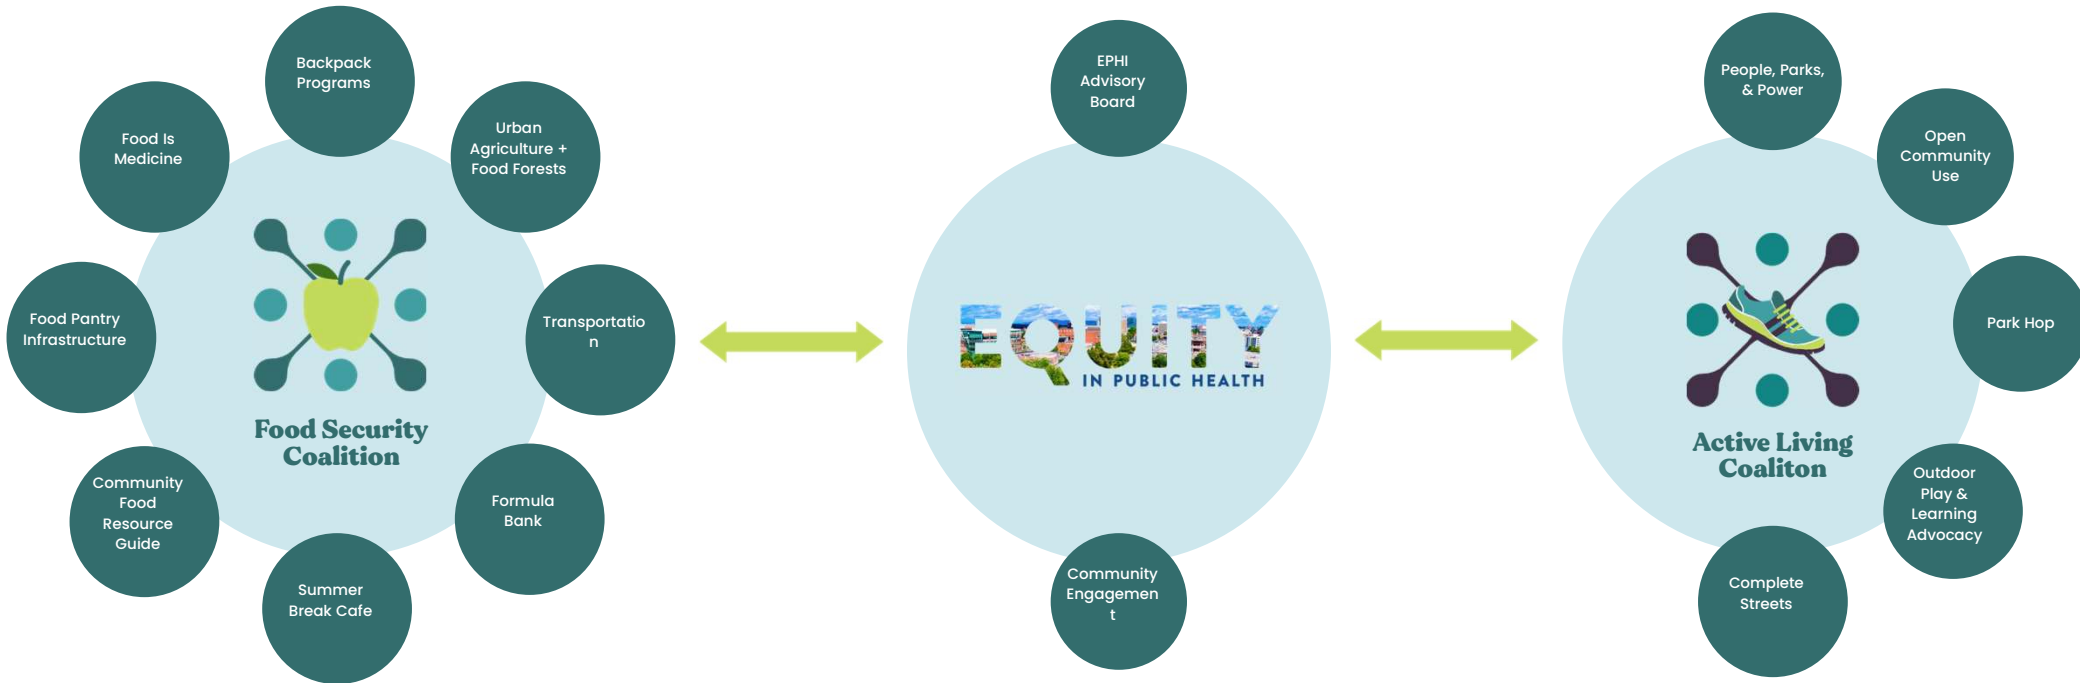 Backpack
Programs
Food Is
Medicine
Urban
Agriculture +
Food Forests
Food Pantry
Infrastructure
Transportatio
n
Food Security
Coalition
Community
Food
Resource
Guide
Formula
Bank
Summer
Break Cafe
EPHI
Advisory
Board
EQUITY
IN PUBLIC HEALTH
Community
Engagemen
t
People, Parks,
& Power
Open
Community
Use
Park Hop
Active Living
Coaliton
Outdoor
Play &
Learning
Advocacy
Complete
Streets